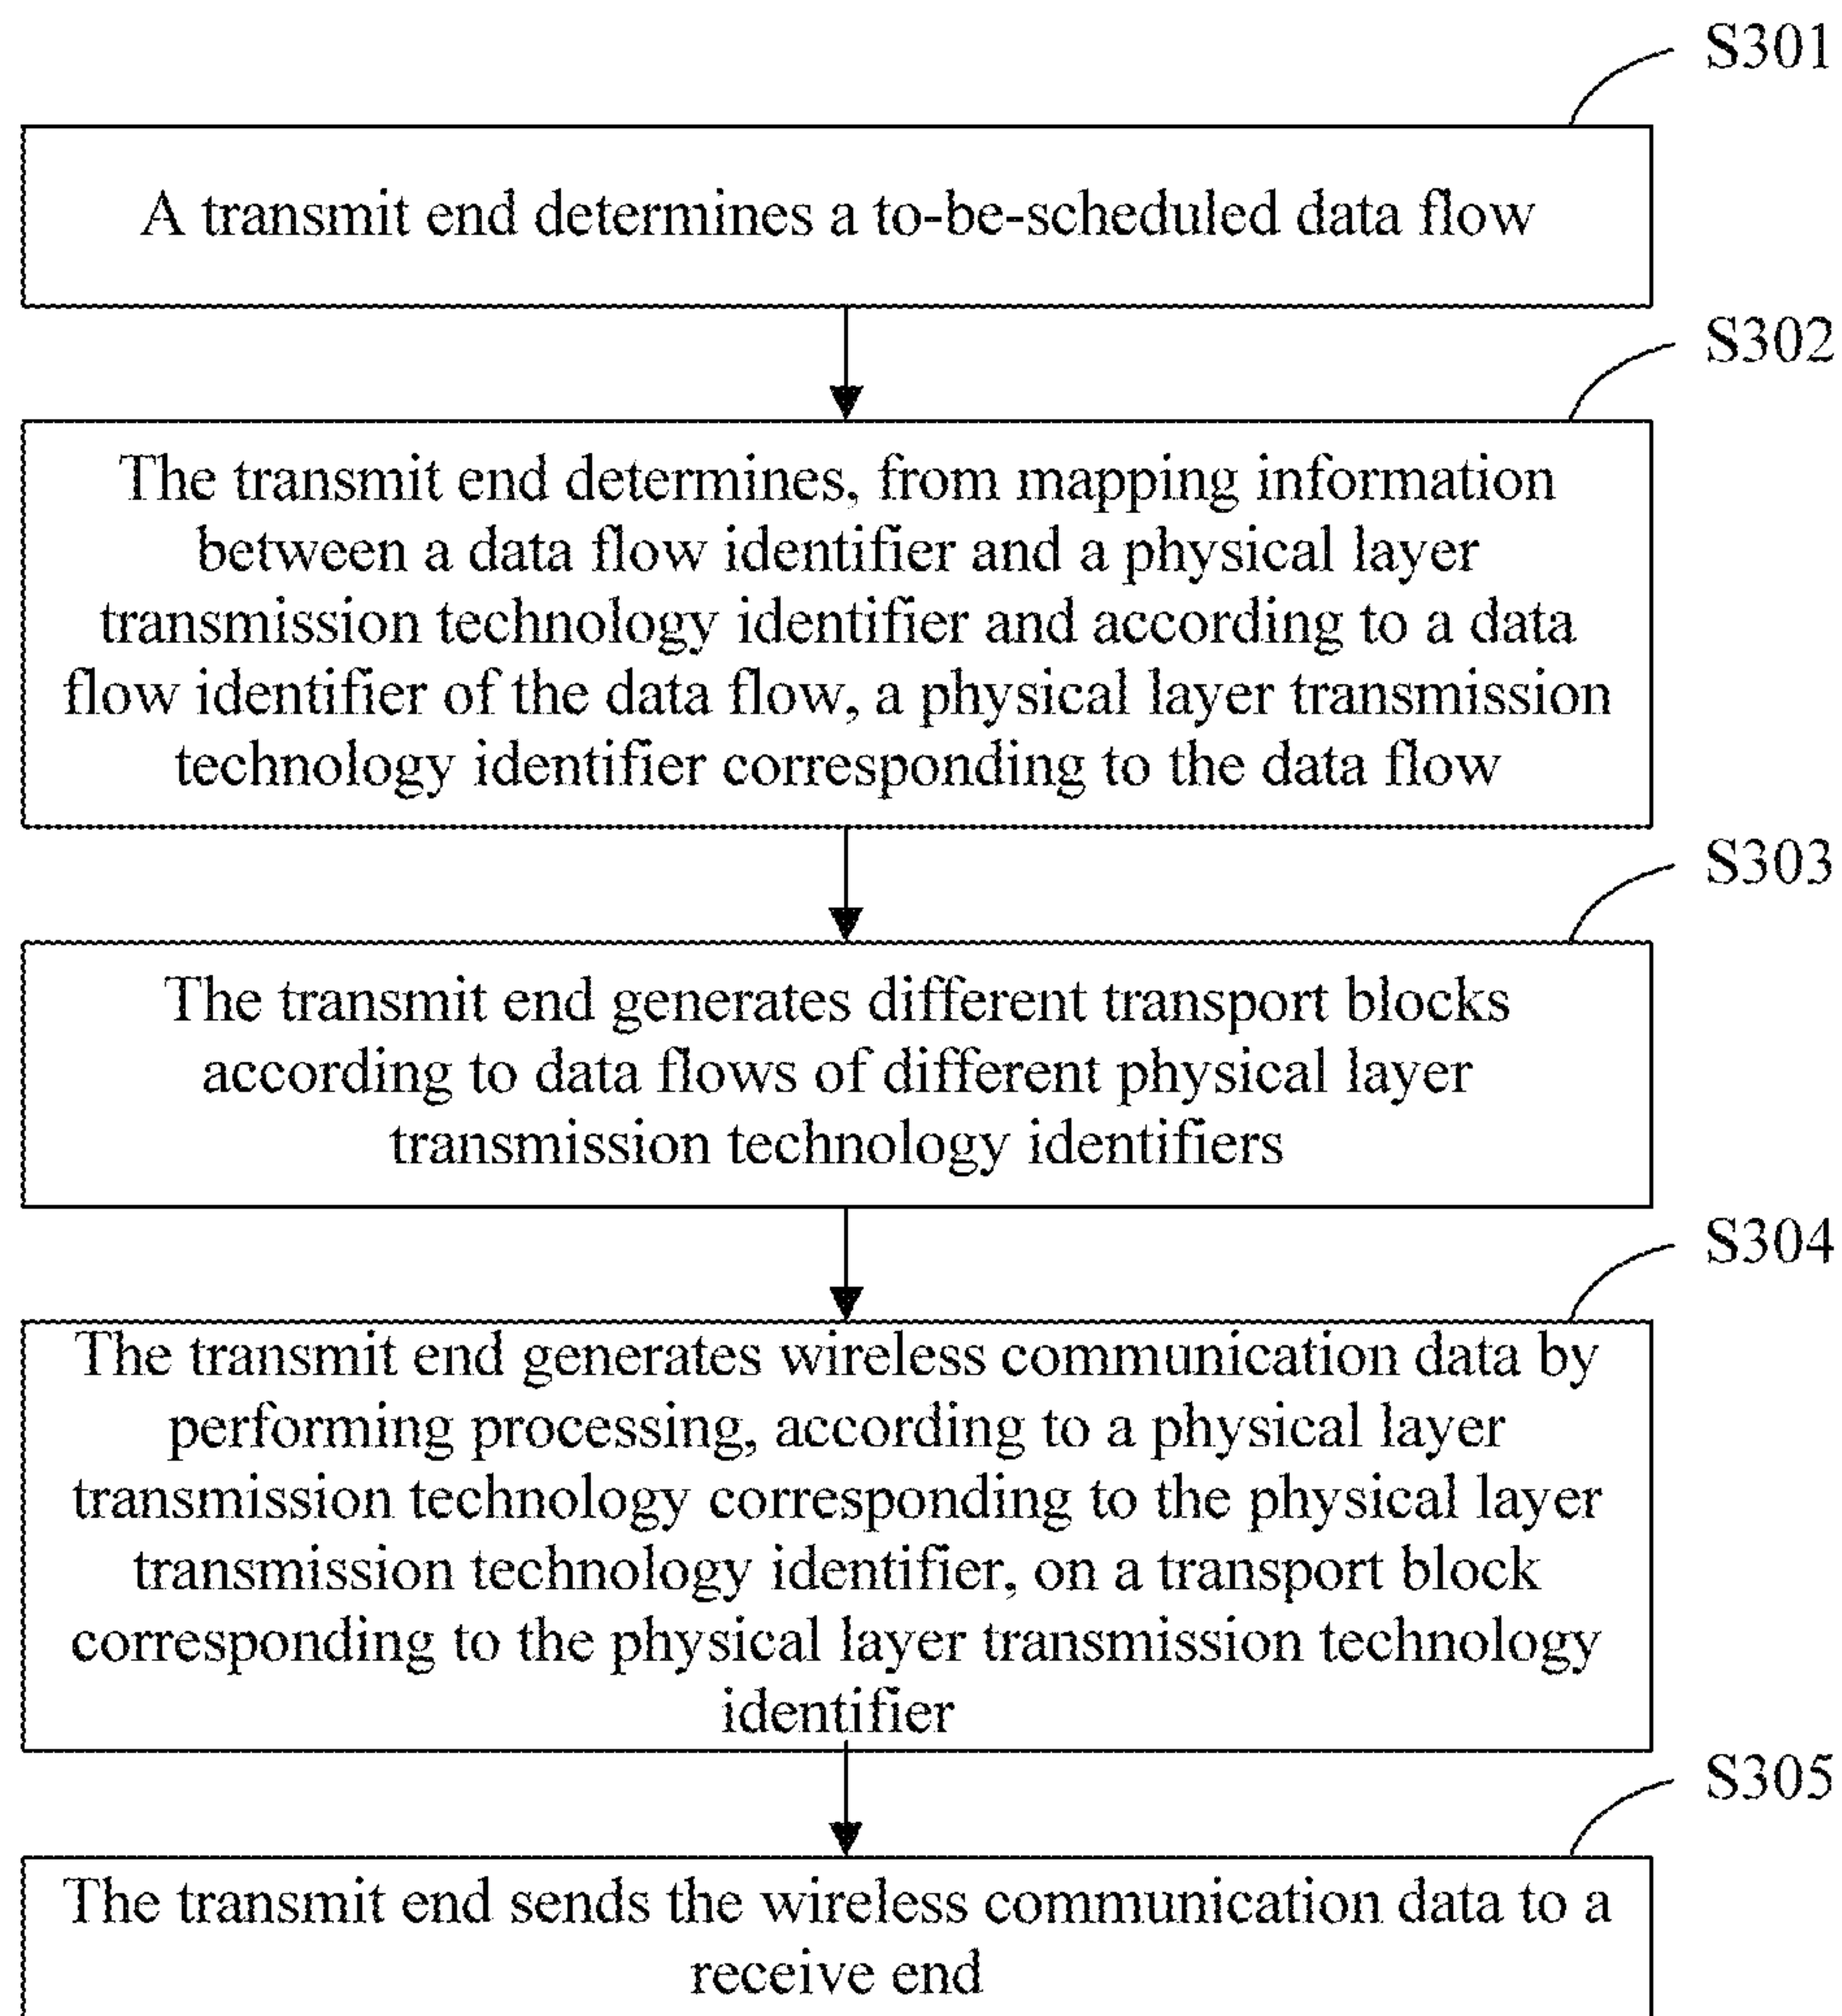 S301
A transmit end determines a to-be-scheduled data flow
S302
The transmit end determines, from mapping information
between a data flow identifier and a physical layer
transmission technology identifier and according to a data
flow identifier of the data flow, a physical layer transmission
technology identifier corresponding to the data flow
S303
The transmit end generates different transport blocks
according to data flows of different physical layer
transmission technology identifiers
S304
The transmit end generates wireless communication data by
performing processing, according to a physical layer
transmission technology corresponding to the physical layer
transmission technology identifier, on a transport block
corresponding to the physical layer transmission technology
identifier
S305
The transmit end sends the wireless communication data to a
receive end